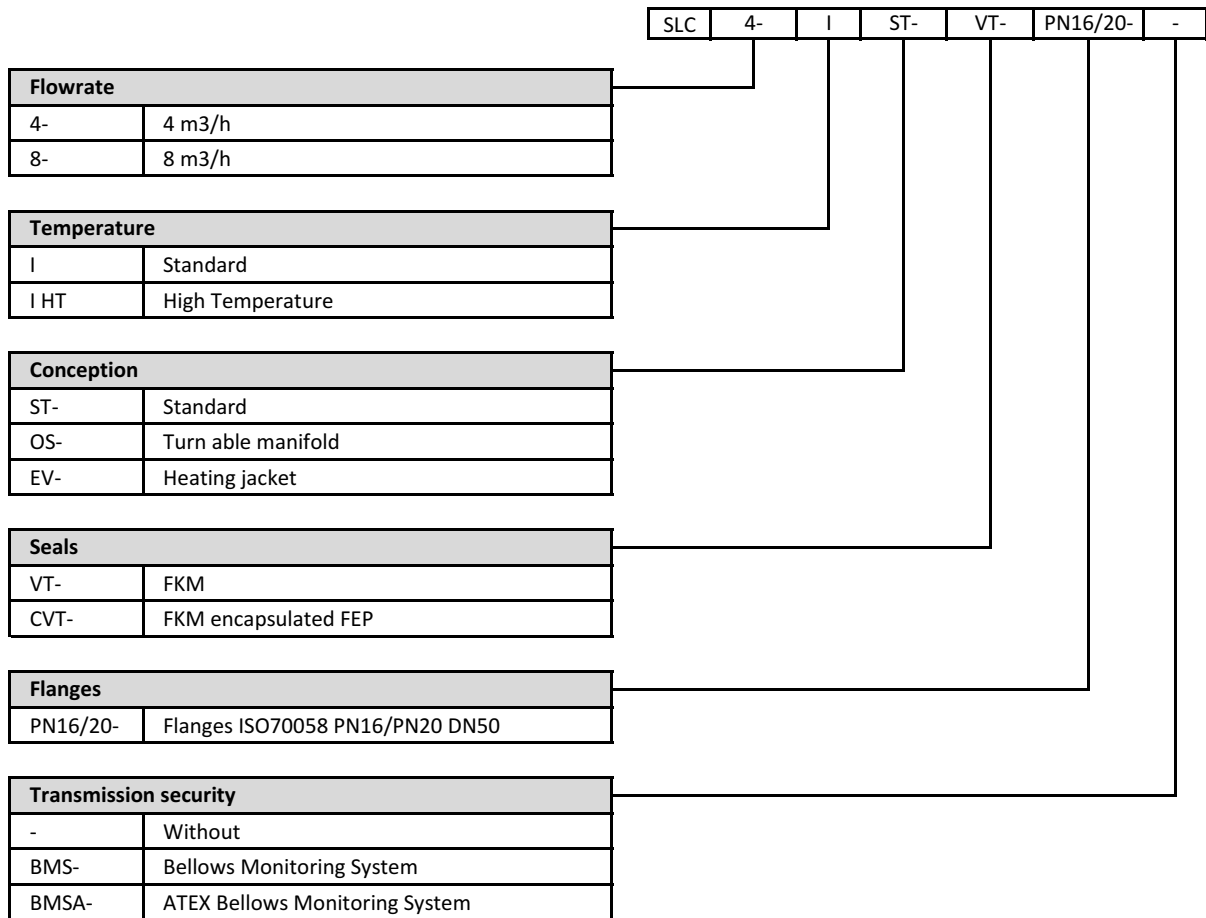 SLC 4- I ST- VT- PN16/20- -
Flowrate
4- 4 m3/h
8- 8 m3/h
Temperature
I Standard
I HT High Temperature
Conception
ST- Standard
OS- Turn able manifold
EV- Heating jacket
Seals
VT- FKM
CVT- FKM encapsulated FEP
Flanges
PN16/20- Flanges ISO70058 PN16/PN20 DN50
Transmission security
- Without
BMS- Bellows Monitoring System
BMSA- ATEX Bellows Monitoring System